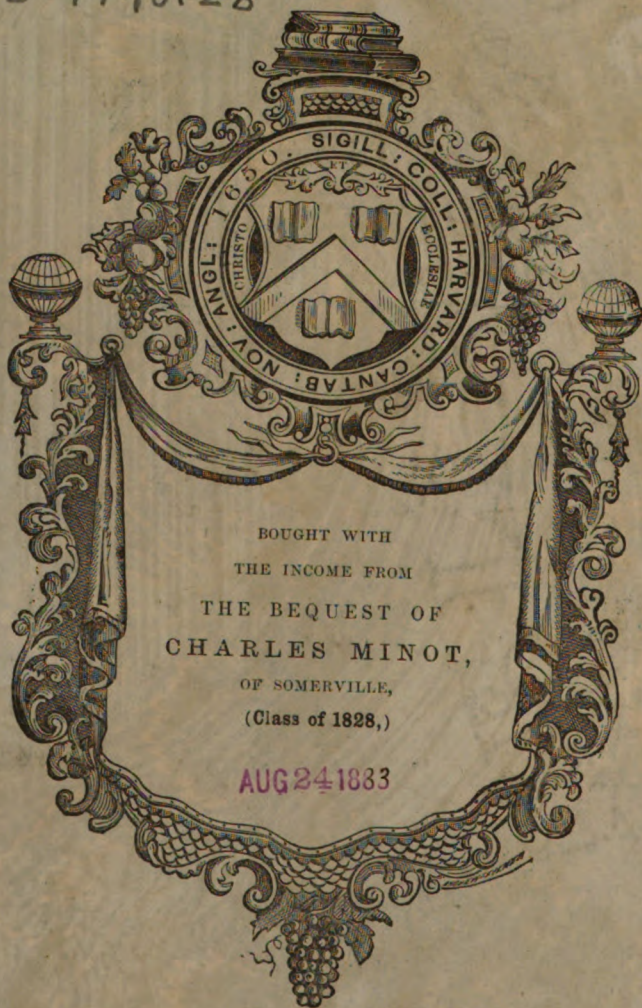 SIGILL: COLL: HARVARD: CANTAB: NOV: ANGL: 1650.
ET
CHRISTO
ECCLESIAE
BOUGHT WITH
THE INCOME FROM
THE BEQUEST OF
CHARLES MINOT,
OF SOMERVILLE,
(Class of 1828,)
AUG 24 1883